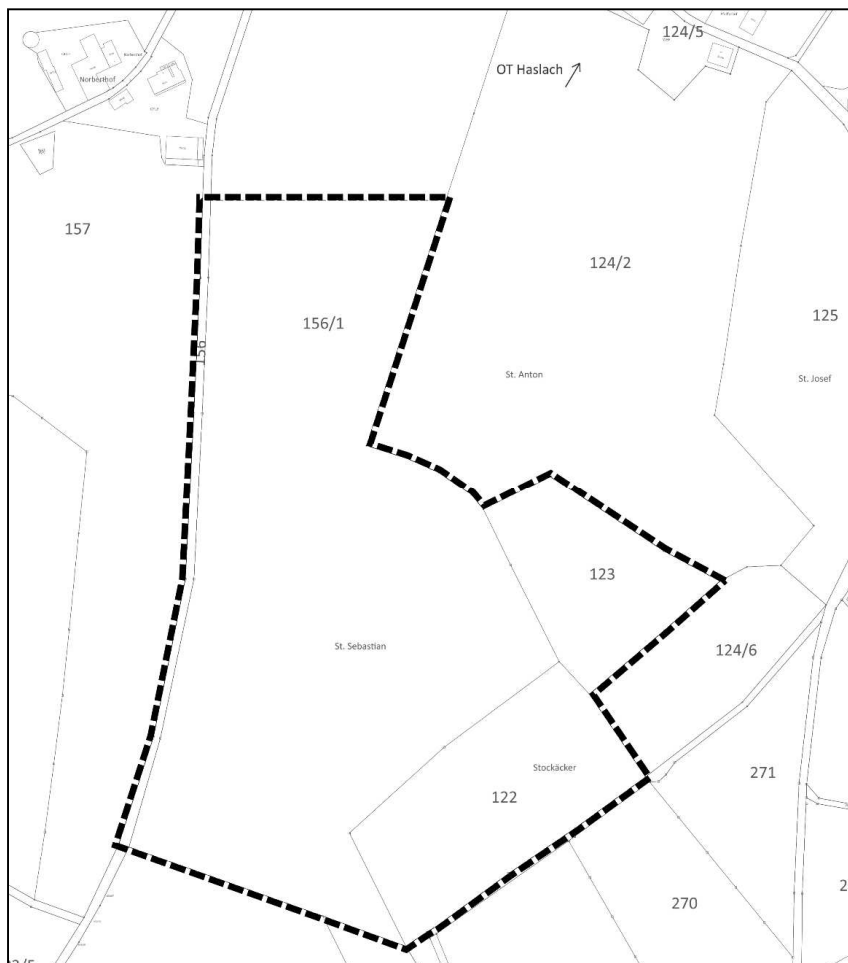 124/5
OT Haslach
Norberthof
157
124/2
156/1
125
156
St. Anton
St. Josef
123
St. Sebastian
124/6
Stockäcker
271
122
270